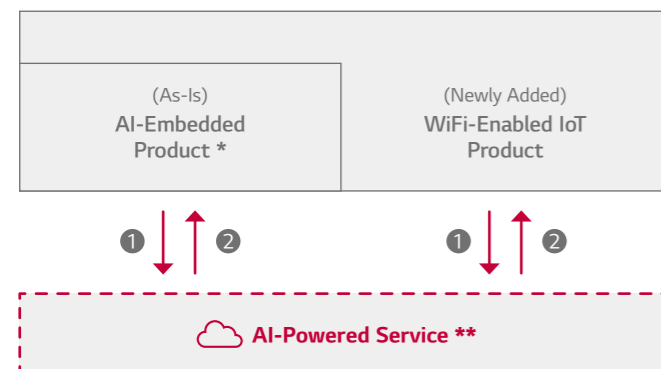 (As-Is)
AI-Embedded
Product *
(Newly Added)
WiFi-Enabled IoT
Product
1 2
1 2
AI-Powered Service **